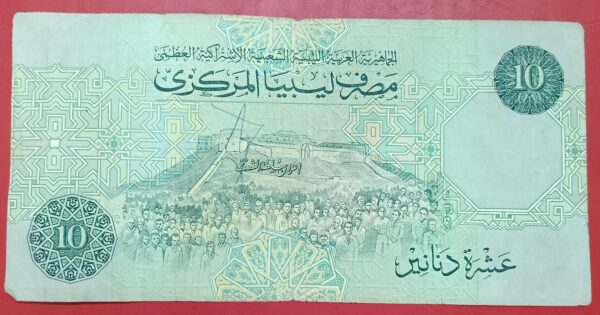 الجماهيرية العربية الليبية الشعبية الاشتراكية العظمى
مصرف ليبيا المركزي
10
10
عشرة دنانير